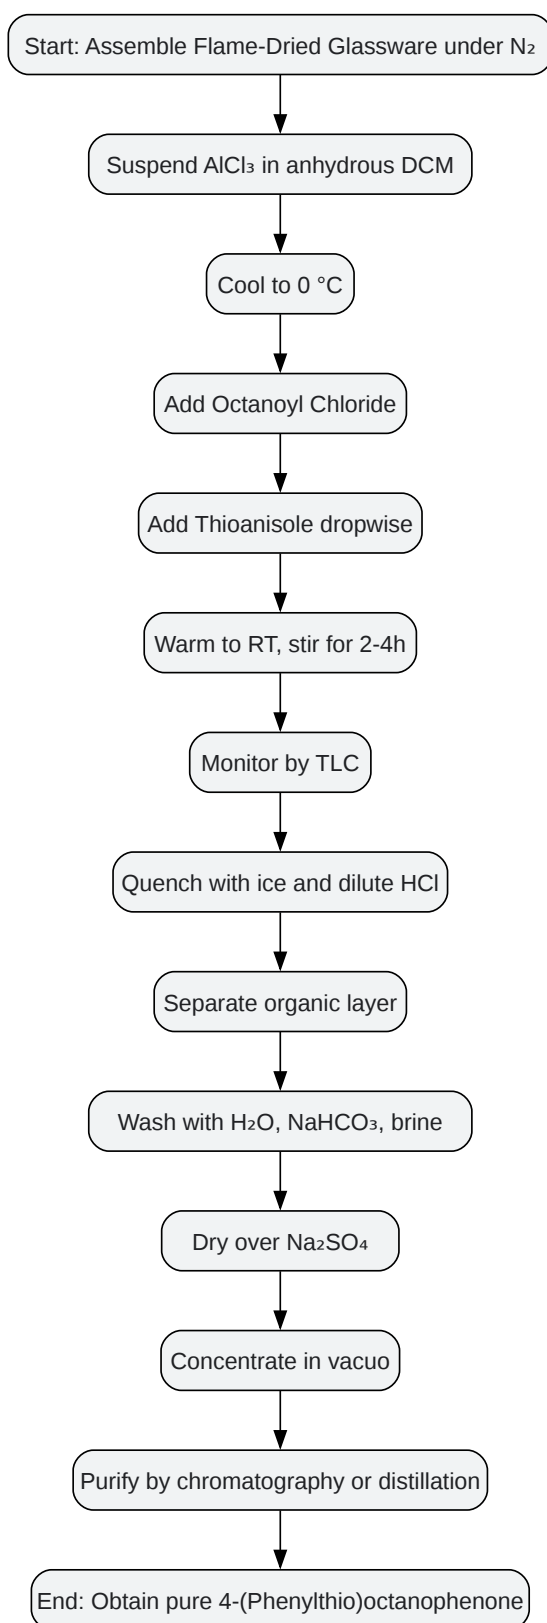 Start: Assemble Flame-Dried Glassware under N₂
Suspend AlCl₃ in anhydrous DCM
Cool to 0 °C
Add Octanoyl Chloride
Add Thioanisole dropwise
Warm to RT, stir for 2-4h
Monitor by TLC
Quench with ice and dilute HCl
Separate organic layer
Wash with H₂O, NaHCO₃, brine
Dry over Na₂SO₄
Concentrate in vacuo
Purify by chromatography or distillation
End: Obtain pure 4-(Phenylthio)octanophenone